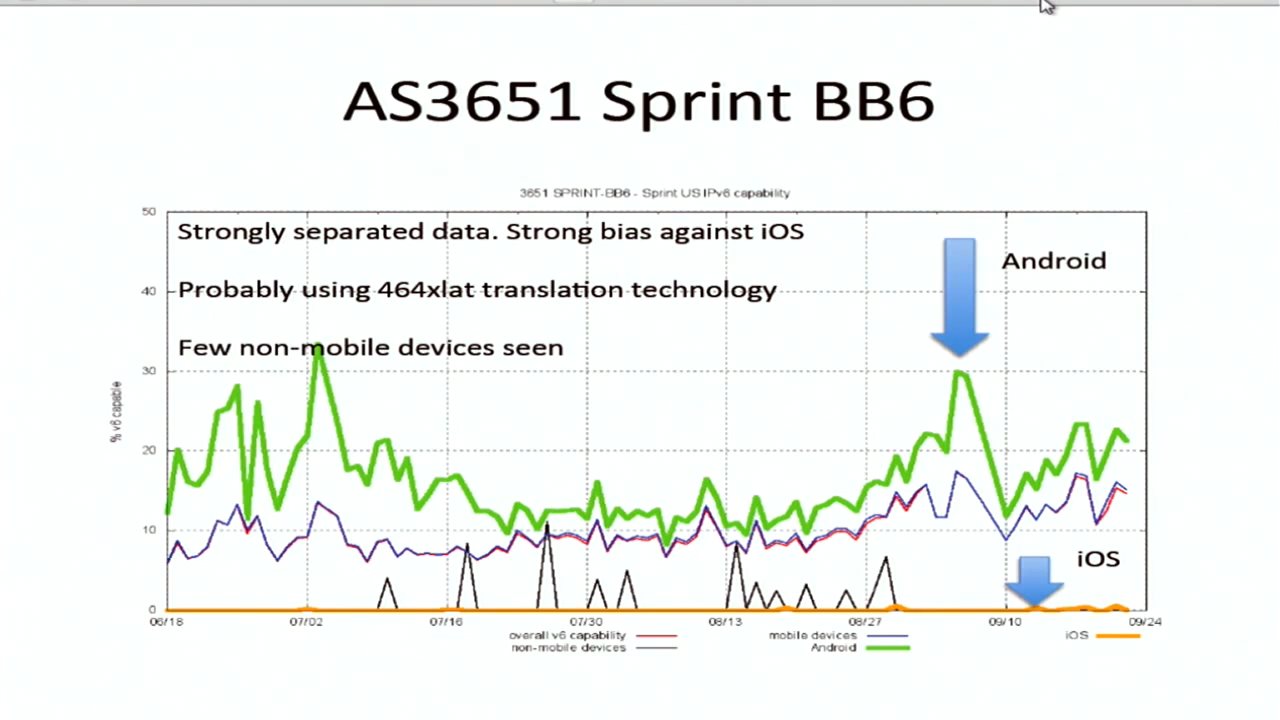 AS3651 Sprint BB6
3651 SPRINT-BB6 - Sprint US IPv6 capability
50
Strongly separated data. Strong bias against iOS
Android
40
Probably using 464xlat translation technology
Few non-mobile devices seen
30
% v6 capable
20
10
iOS
0
06/18 07/02 07/16 07/30 08/13 08/27 09/10 09/24
overall v6 capability mobile devices iOS
non-mobile devices Android